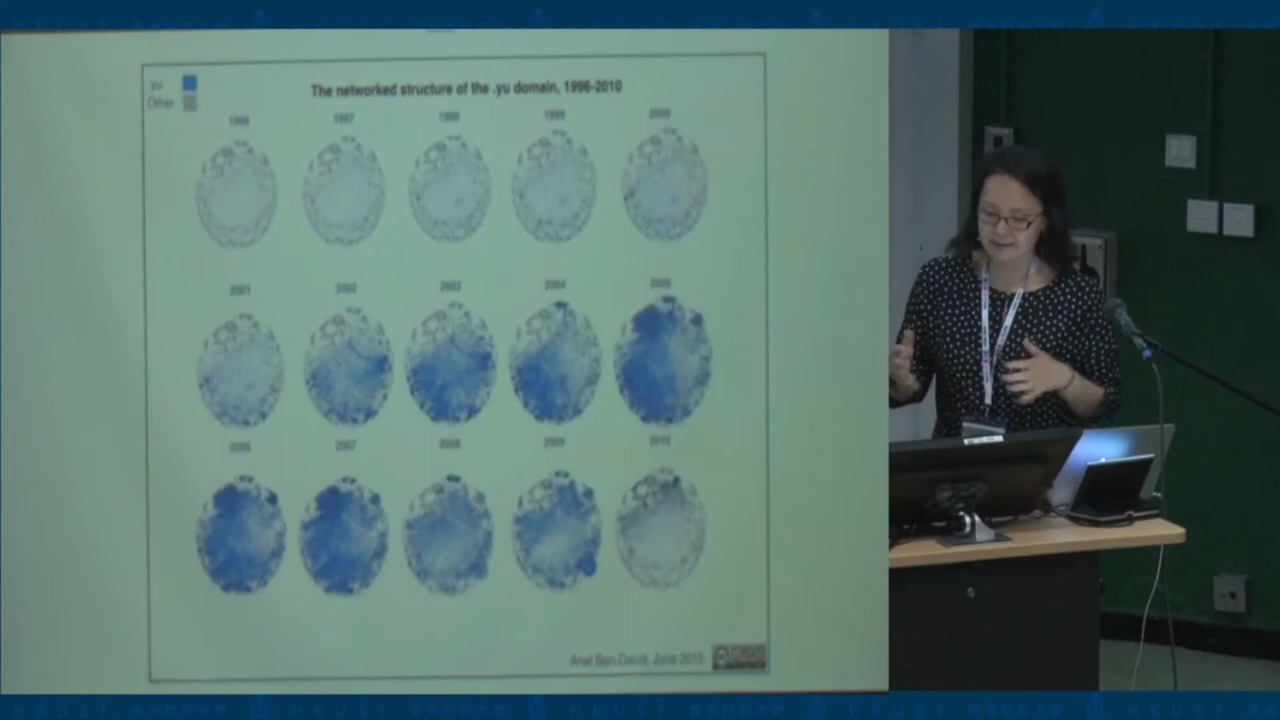 The networked structure of the .yu domain, 1996-2010
.yu
Other
1996 1997 1998 1999 2000
2001 2002 2003 2004 2005
2006 2007 2008 2009 2010
Anat Ben-David, June 2015